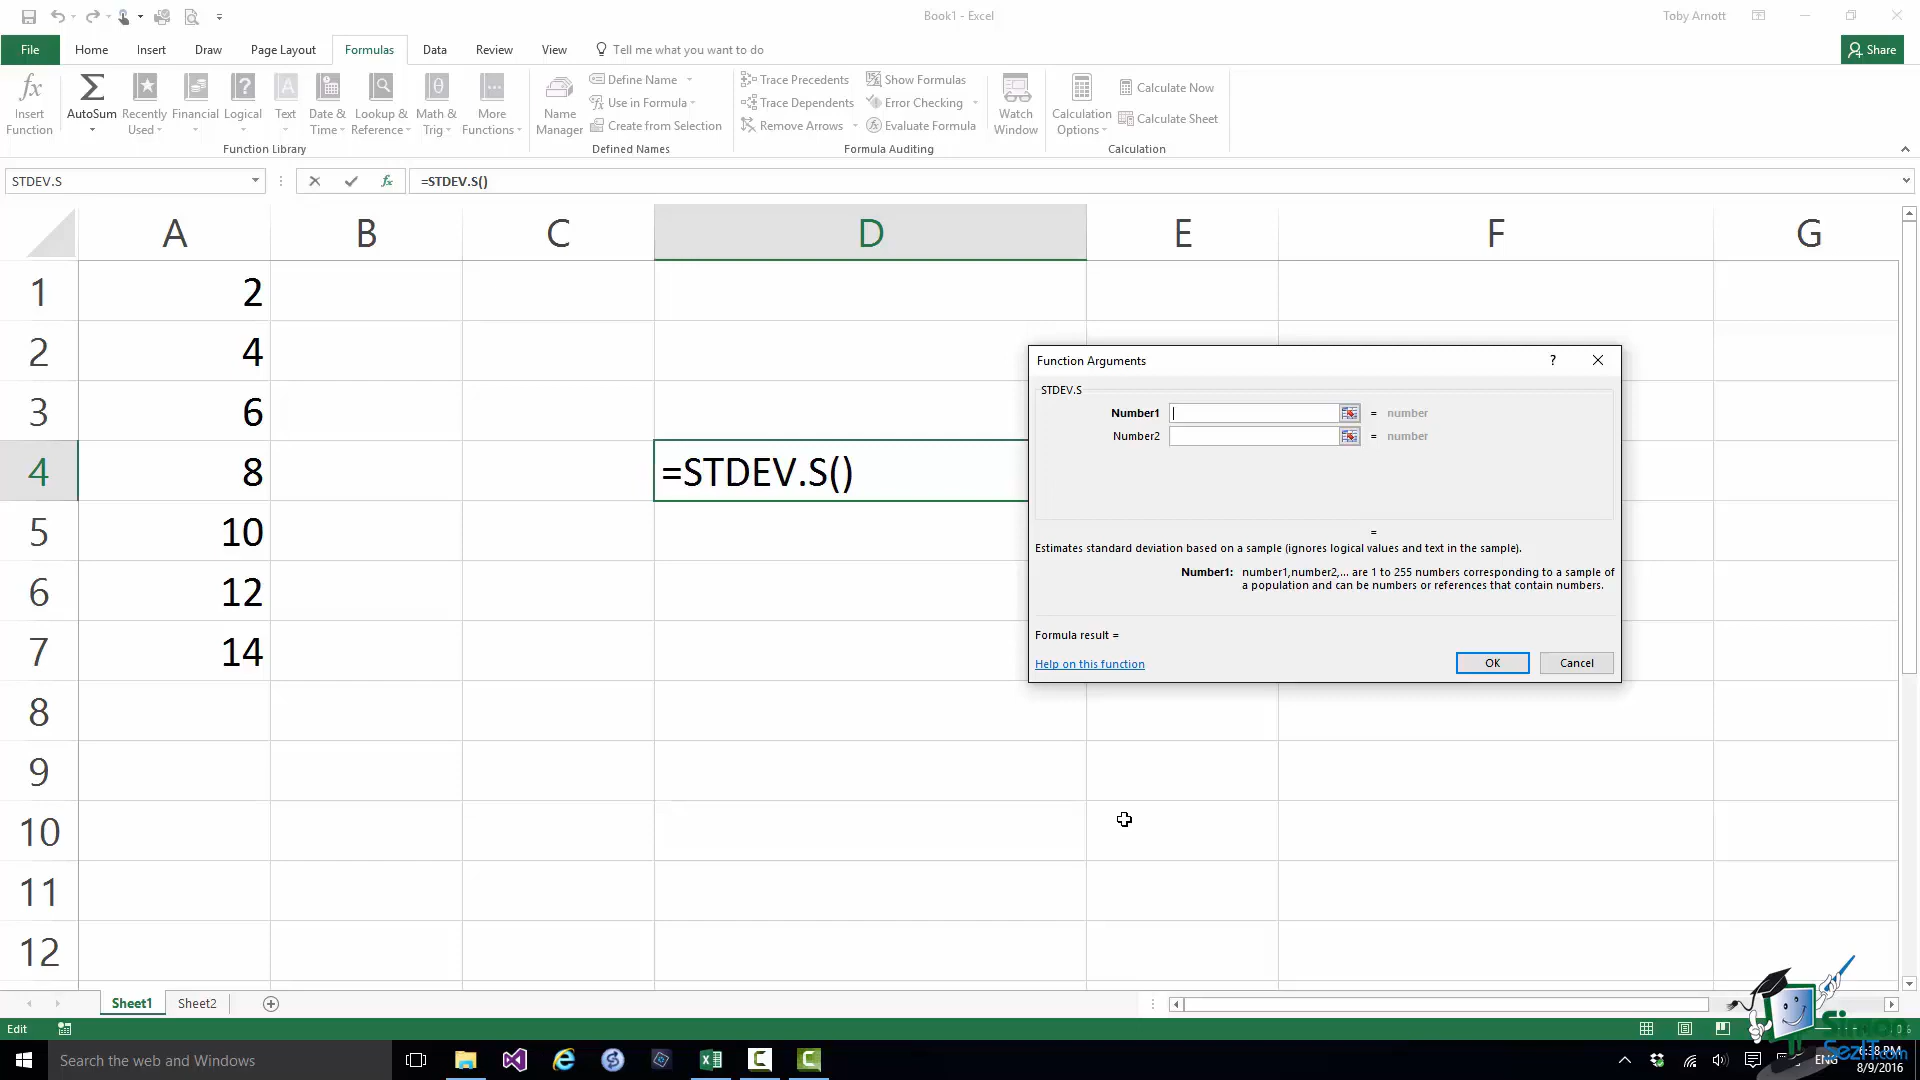 Book1 - Excel
Toby Arnott
File Home Insert Draw Page Layout Formulas Data Review View Tell me what you want to do
Share
Insert Function
AutoSum
Recently Used
Financial
Logical
Text
Date & Time
Lookup & Reference
Math & Trig
More Functions
Function Library
Name Manager
Define Name
Use in Formula
Create from Selection
Defined Names
Trace Precedents
Trace Dependents
Remove Arrows
Show Formulas
Error Checking
Evaluate Formula
Formula Auditing
Watch Window
Calculation Options
Calculate Now
Calculate Sheet
Calculation
STDEV.S
fx
=STDEV.S()
A B C D E F G
1 2
2 4
3 6
4 8 =STDEV.S()
5 10
6 12
7 14
8
9
10
11
12
Function Arguments
?
STDEV.S
Number1 = number
Number2 = number
=
Estimates standard deviation based on a sample (ignores logical values and text in the sample).
Number1: number1,number2,... are 1 to 255 numbers corresponding to a sample of
a population and can be numbers or references that contain numbers.
Formula result =
Help on this function
OK
Cancel
Sheet1 Sheet2
Edit
Search the web and Windows
ENG
8/9/2016
Simon
SezIT.com